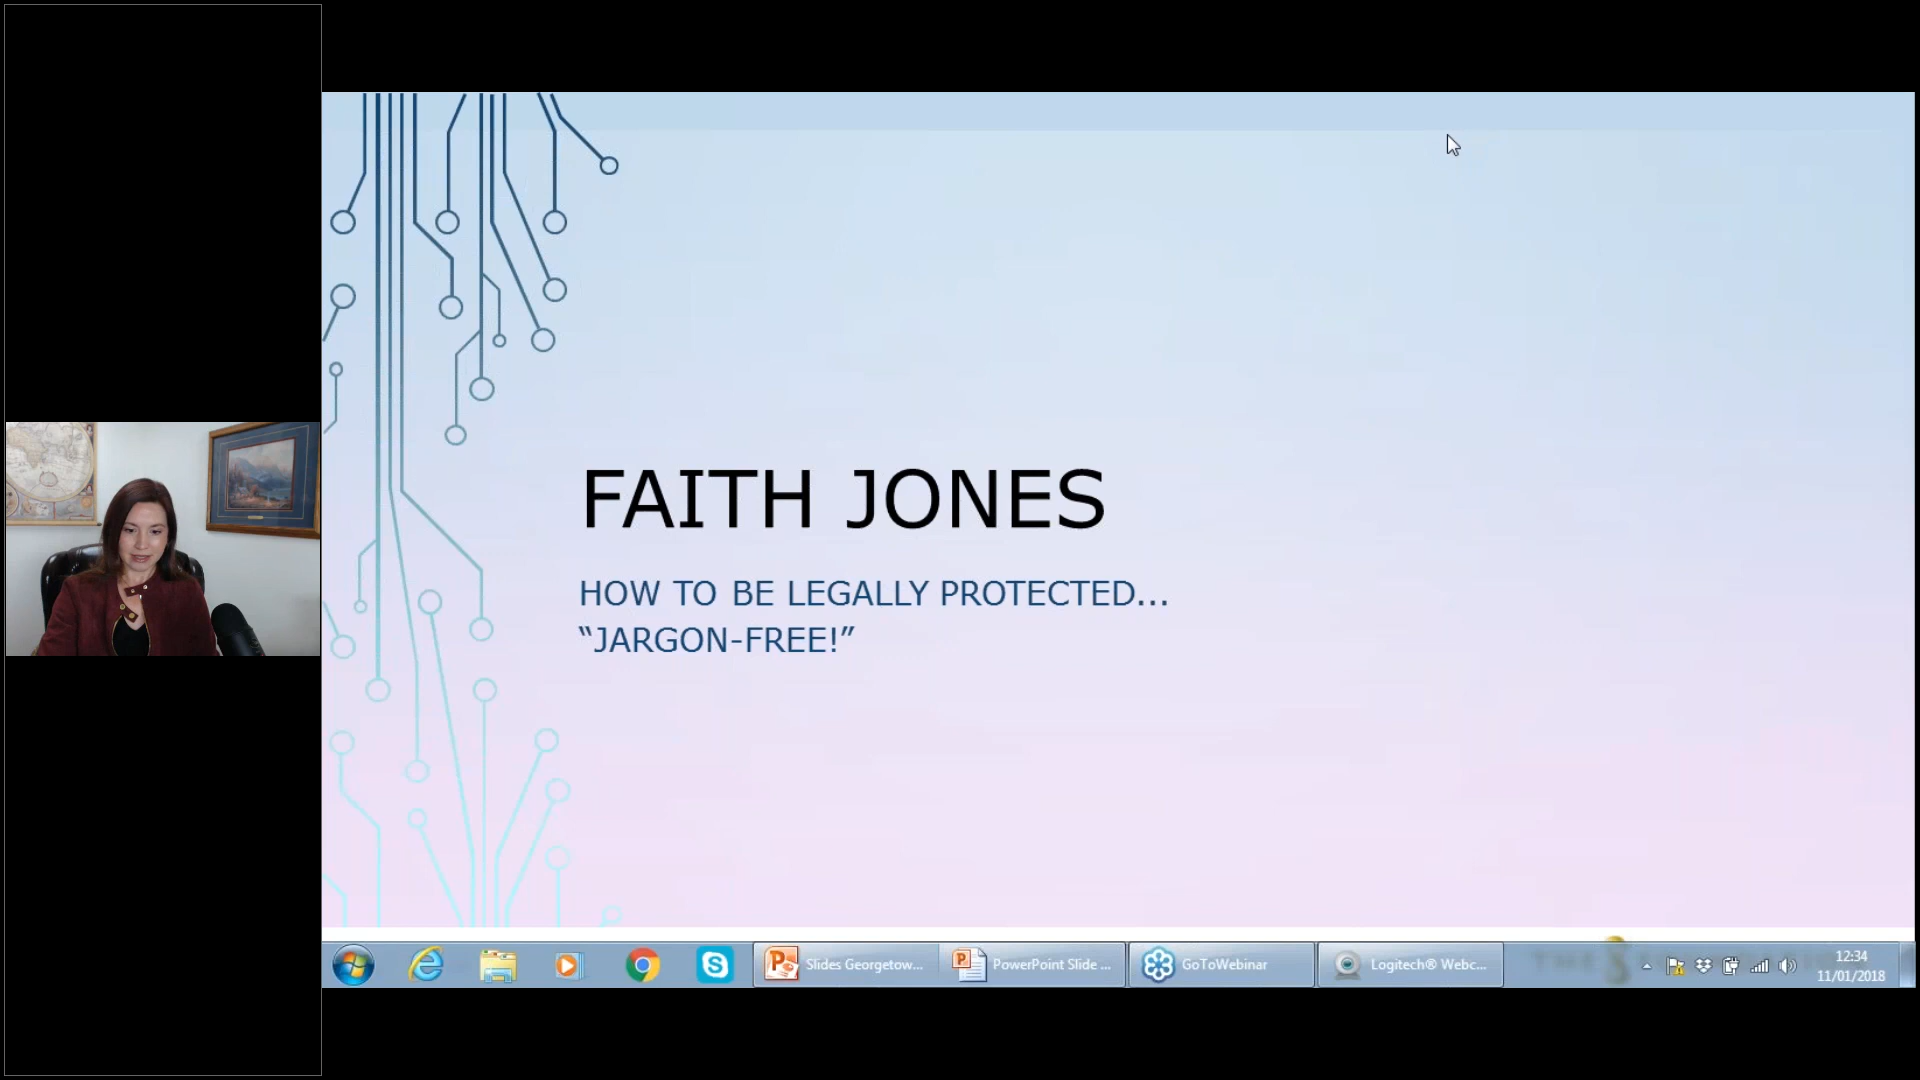 FAITH JONES
HOW TO BE LEGALLY PROTECTED...
“JARGON-FREE!”
Slides Georgetow...
PowerPoint Slide ...
GoToWebinar
Logitech® Webc...
12:34
11/01/2018